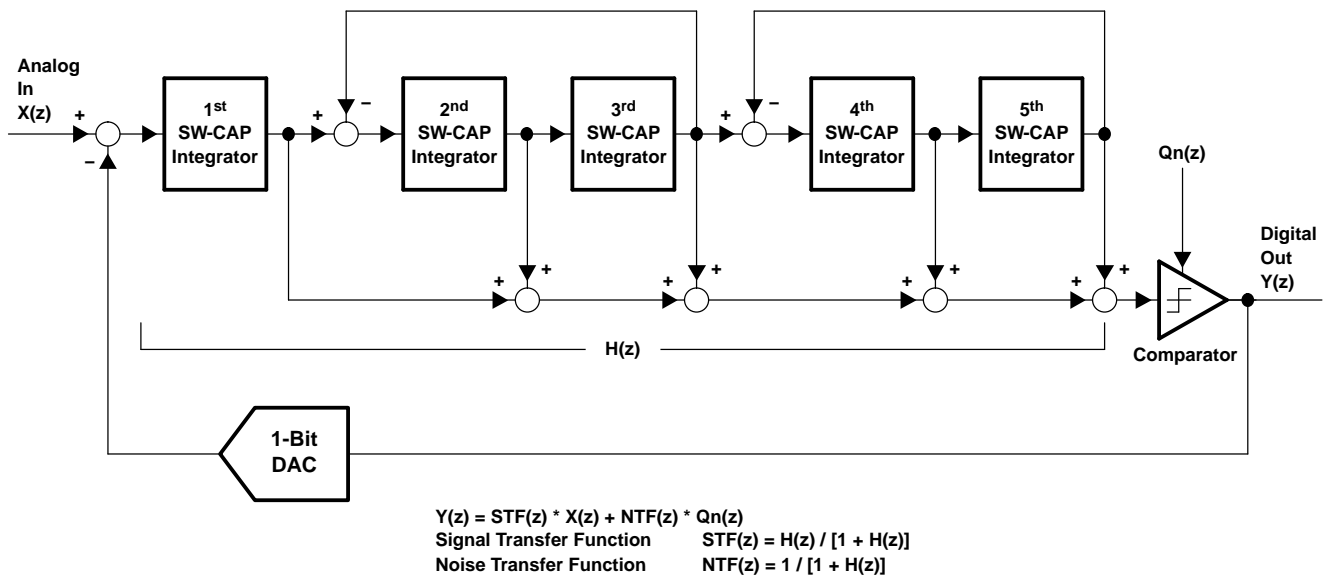 Analog
In
X(z)
+
−
1st
SW-CAP
Integrator
+
−
2nd
SW-CAP
Integrator
3rd
SW-CAP
Integrator
+
−
4th
SW-CAP
Integrator
5th
SW-CAP
Integrator
Qn(z)
+
+
+
+
+
+
+
+
Digital
Out
Y(z)
H(z)
Comparator
1-Bit
DAC
Y(z) = STF(z) * X(z) + NTF(z) * Qn(z)
Signal Transfer Function STF(z) = H(z) / [1 + H(z)]
Noise Transfer Function NTF(z) = 1 / [1 + H(z)]